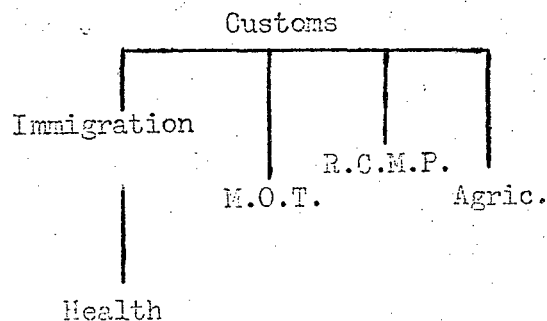 Customs
Immigration
R.C.M.P.
M.O.T.
Agric.
Health